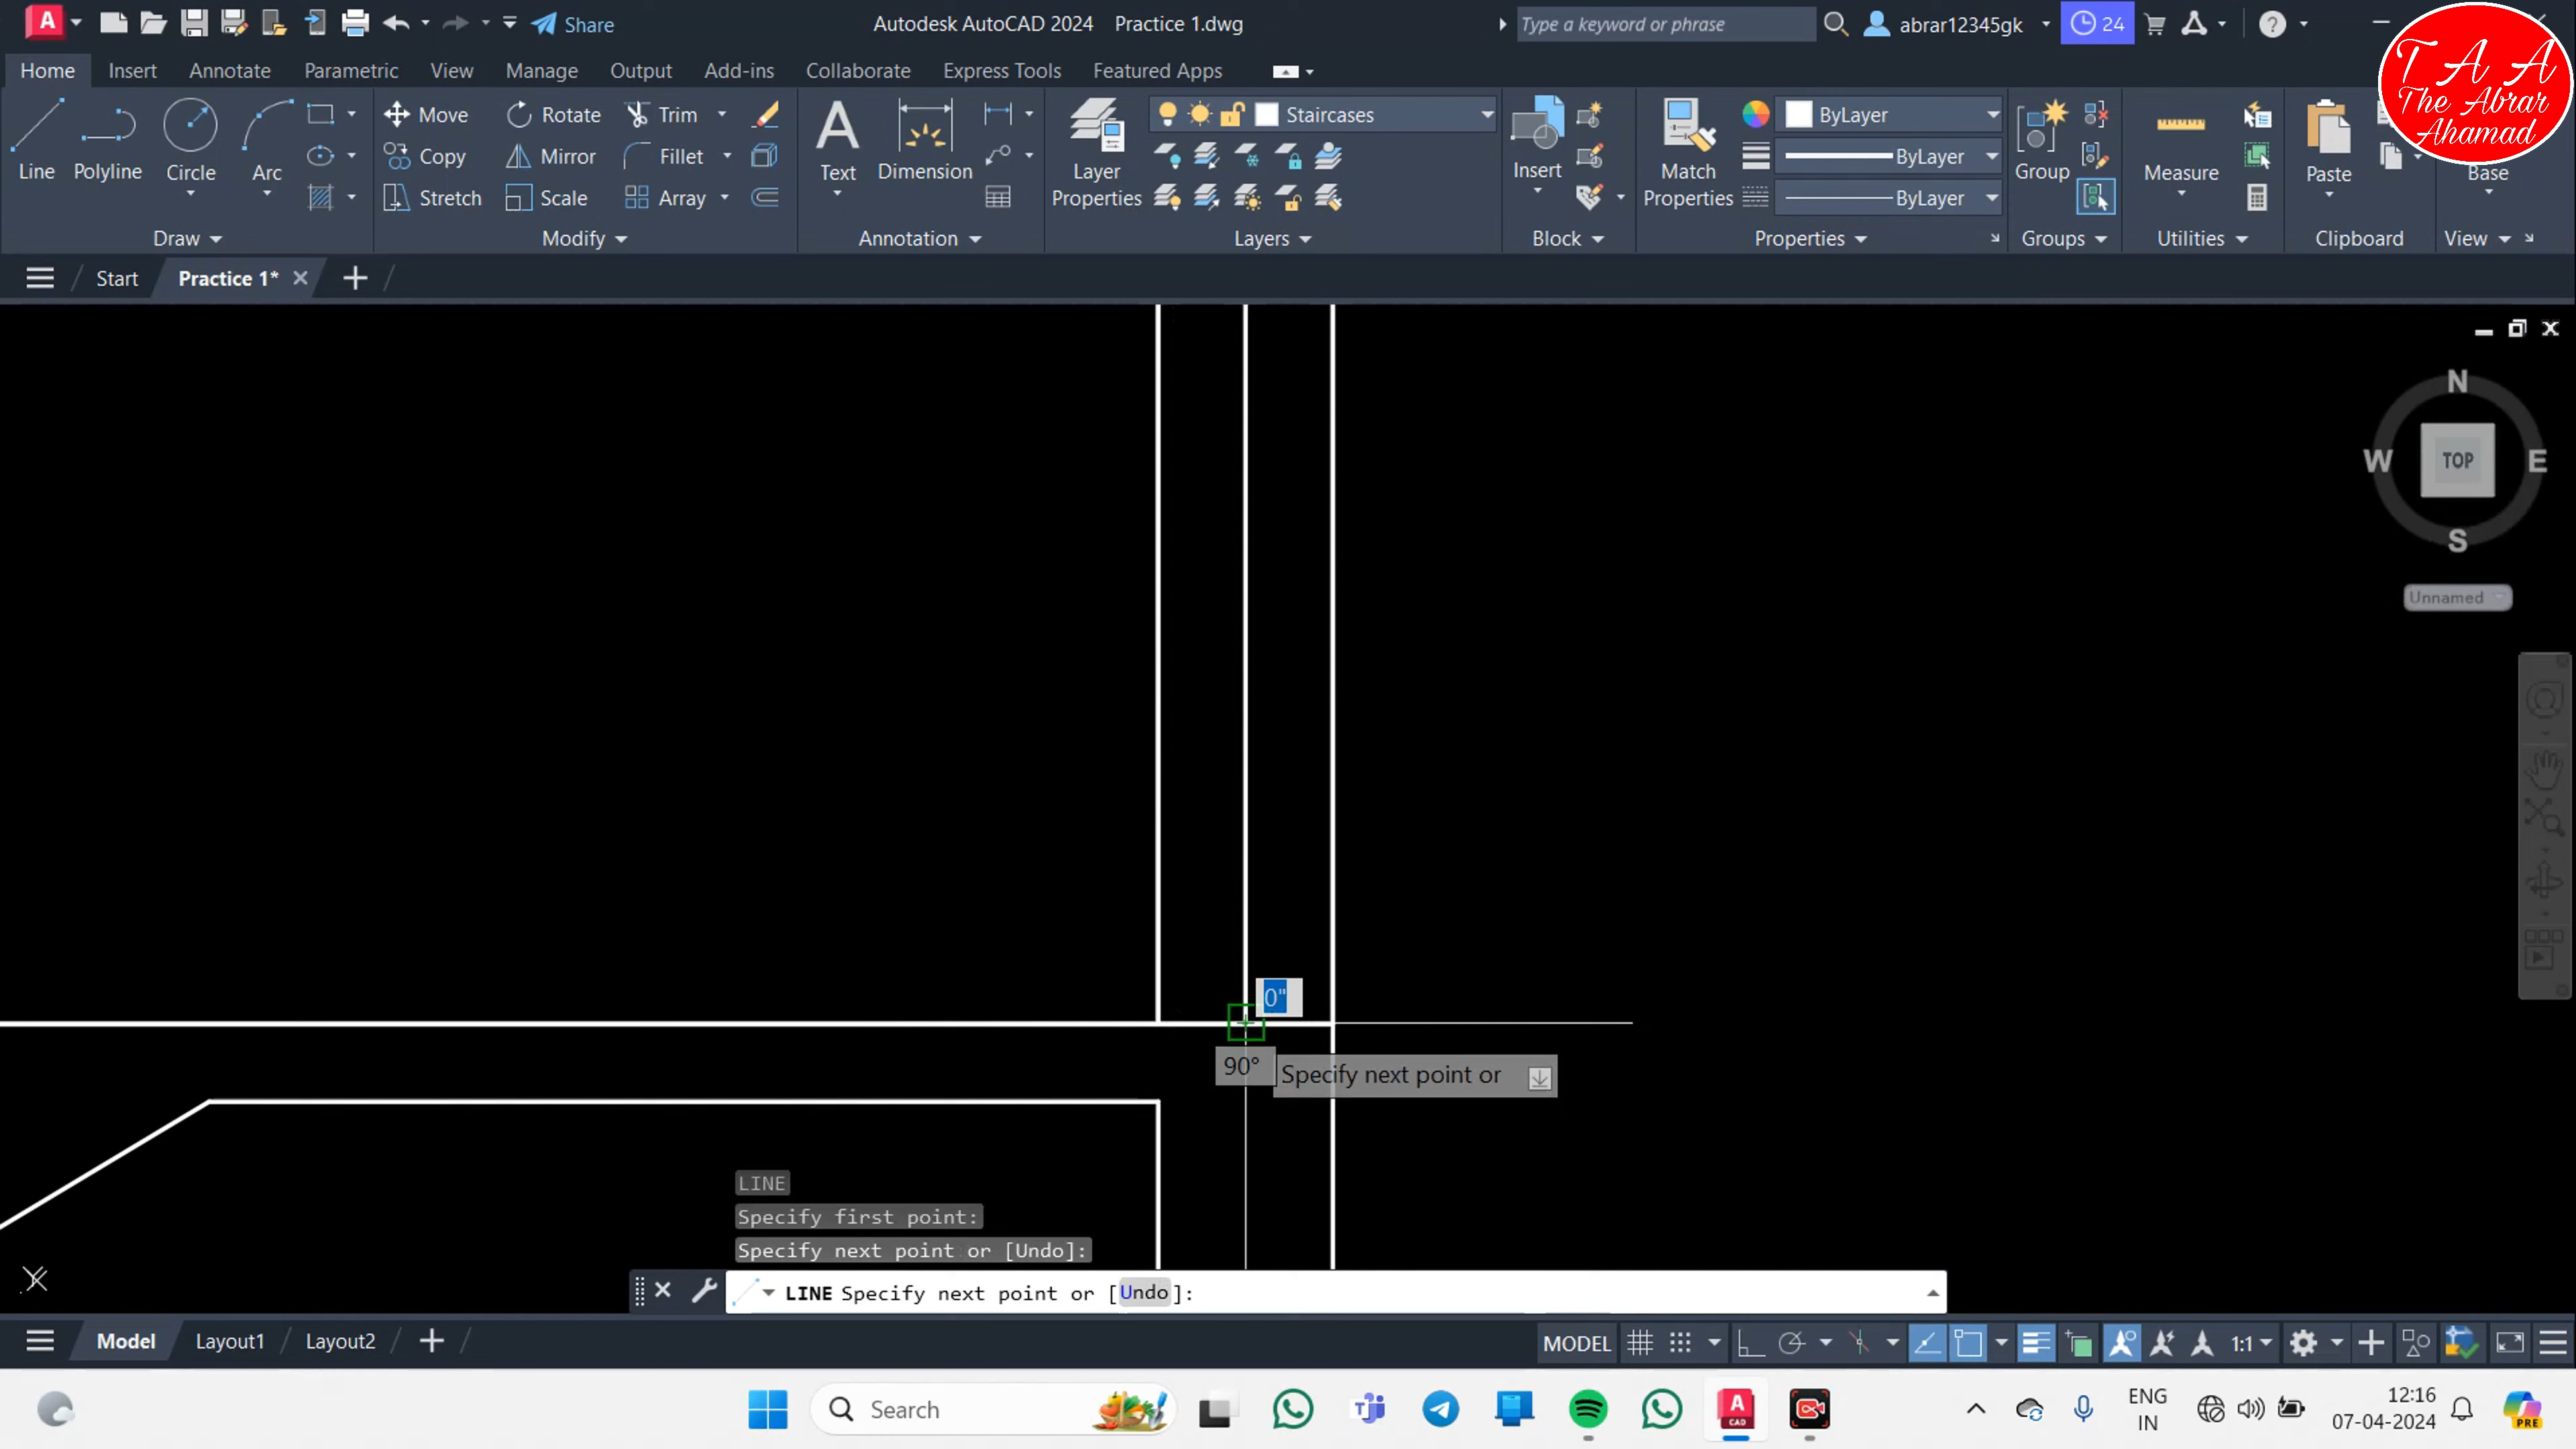 Share
Autodesk AutoCAD 2024 Practice 1.dwg
Type a keyword or phrase
abrar12345gk
24
T A A
The Abrar
Ahamad
Home Insert Annotate Parametric View Manage Output Add-ins Collaborate Express Tools Featured Apps
Line Polyline Circle Arc
Move Rotate Trim
Copy Mirror Fillet
Stretch Scale Array
Text Dimension
Layer
Properties
Staircases
Insert
Match
Properties
ByLayer
ByLayer
ByLayer
Group
Measure
Paste
Base
Draw Modify Annotation Layers Block Properties Groups Utilities Clipboard View
Start Practice 1*
N
W TOP E
S
Unnamed
0"
90° Specify next point or
LINE
Specify first point:
Specify next point or [Undo]:
LINE Specify next point or [Undo]:
Model Layout1 Layout2
MODEL 1:1
Search
A
CAD
ENG
IN
12:16
07-04-2024
PRE